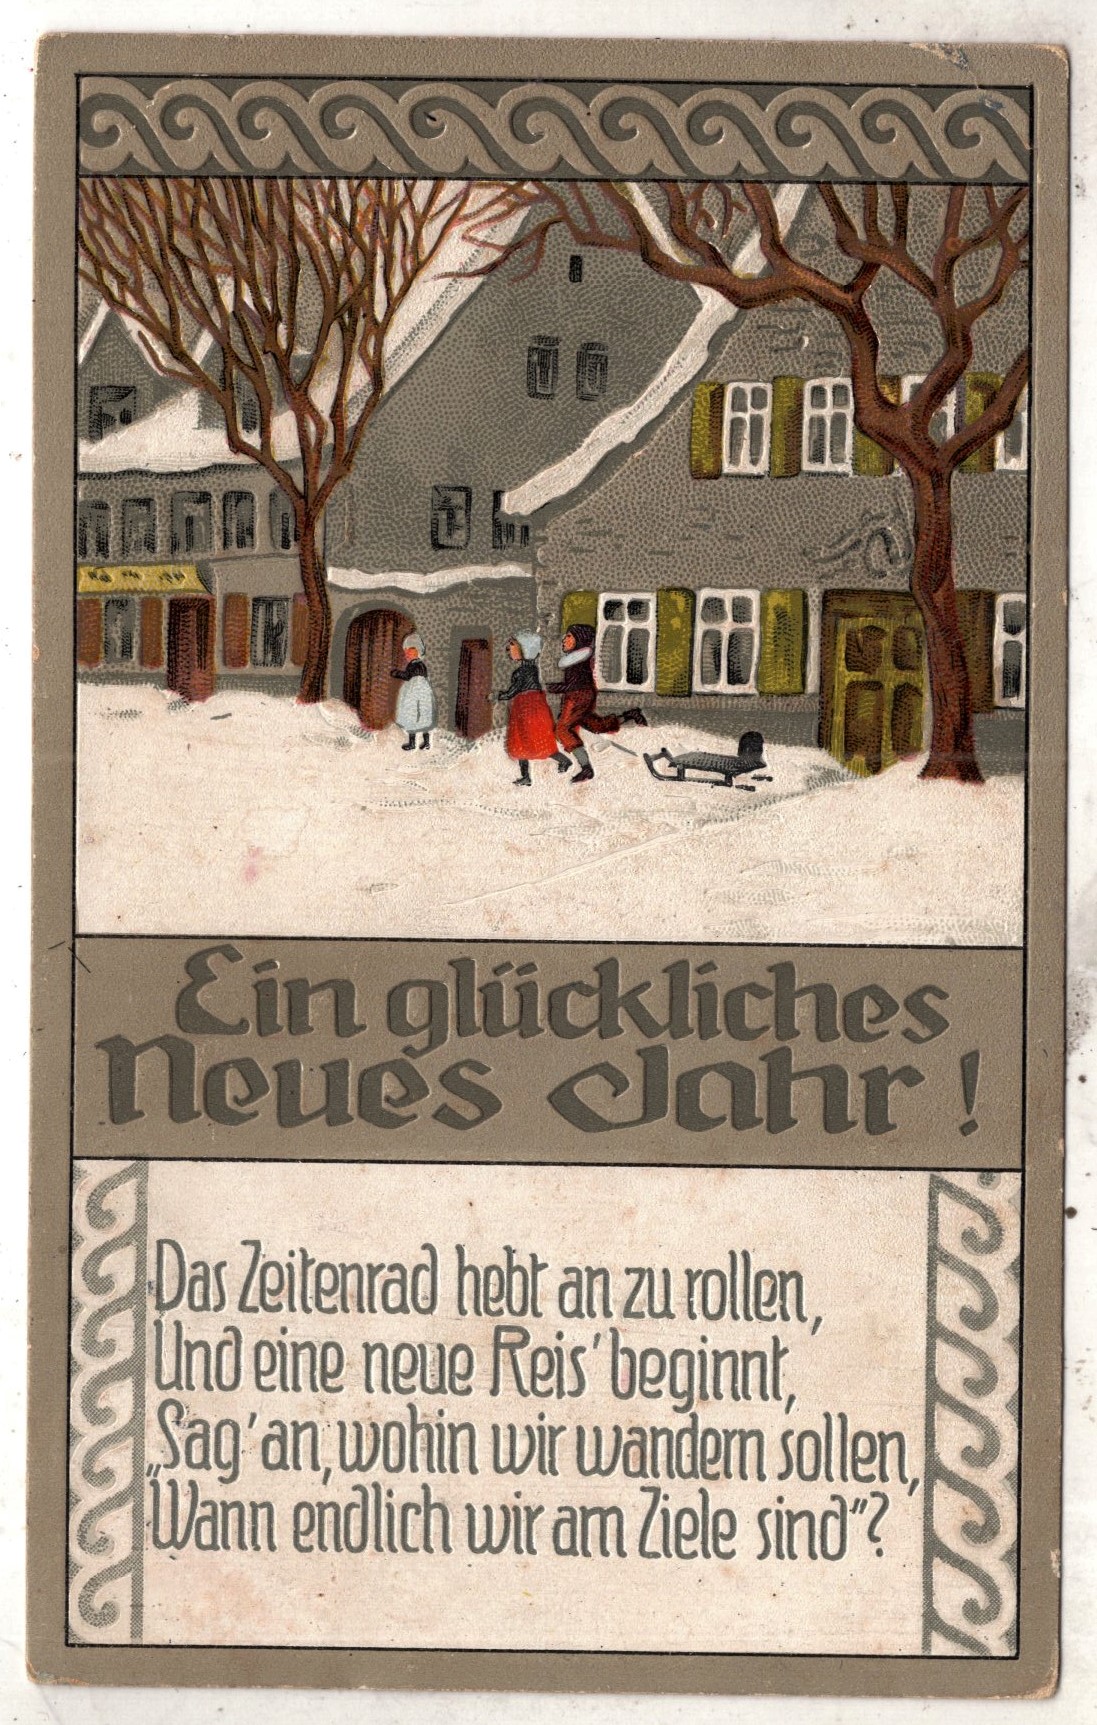 Ein glückliches
Neues Jahr!
Das Zeitenrad hebt an zu rollen,
Und eine neue Reis' beginnt,
„Sag' an, wohin wir wandern sollen,
Wann endlich wir am Ziele sind"?